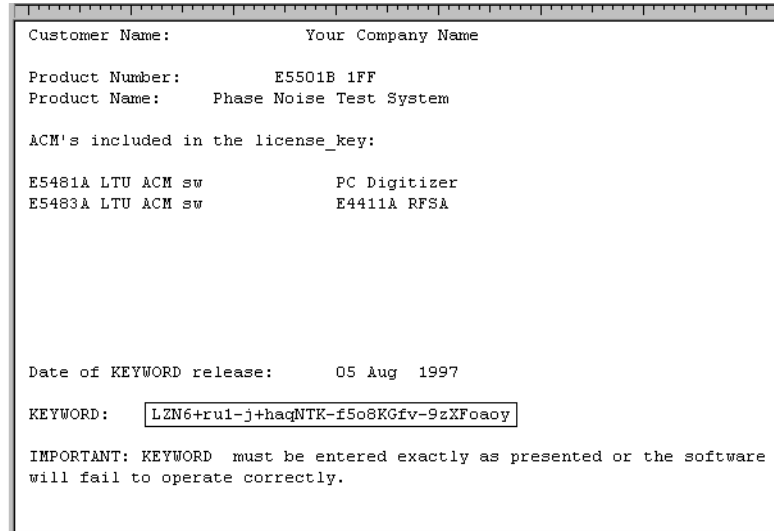 Customer Name: Your Company Name
Product Number: E5501B 1FF
Product Name: Phase Noise Test System
ACM's included in the license_key:
E5481A LTU ACM sw PC Digitizer
E5483A LTU ACM sw E4411A RFSA
Date of KEYWORD release: 05 Aug 1997
KEYWORD: LZN6+ru1-j+haqNTK-f5o8KGfv-9zXFoaoy
IMPORTANT: KEYWORD must be entered exactly as presented or the software
will fail to operate correctly.